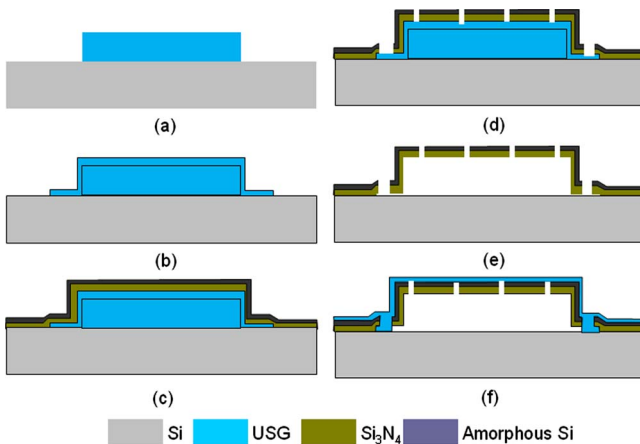 (a)
(d)
(b)
(e)
(c)
(f)
Si USG Si₃N₄ Amorphous Si